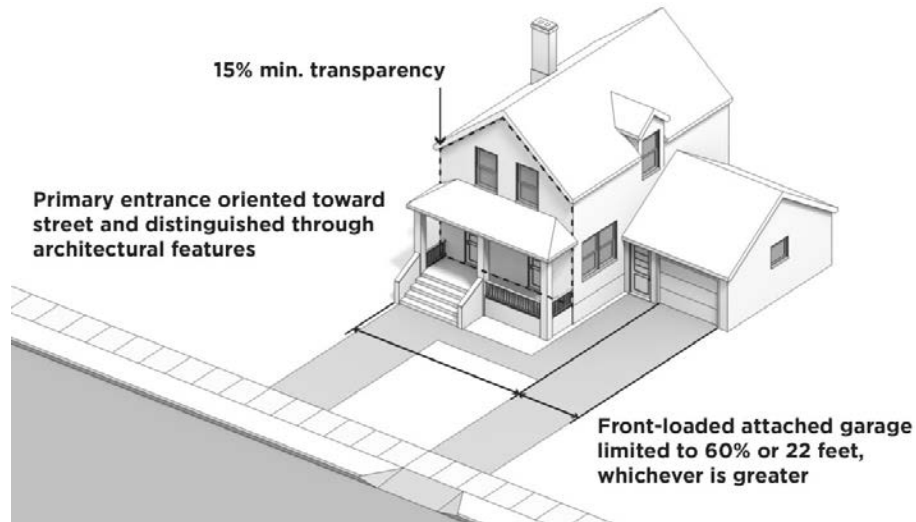 15% min. transparency
Primary entrance oriented toward
street and distinguished through
architectural features
Front-loaded attached garage
limited to 60% or 22 feet,
whichever is greater